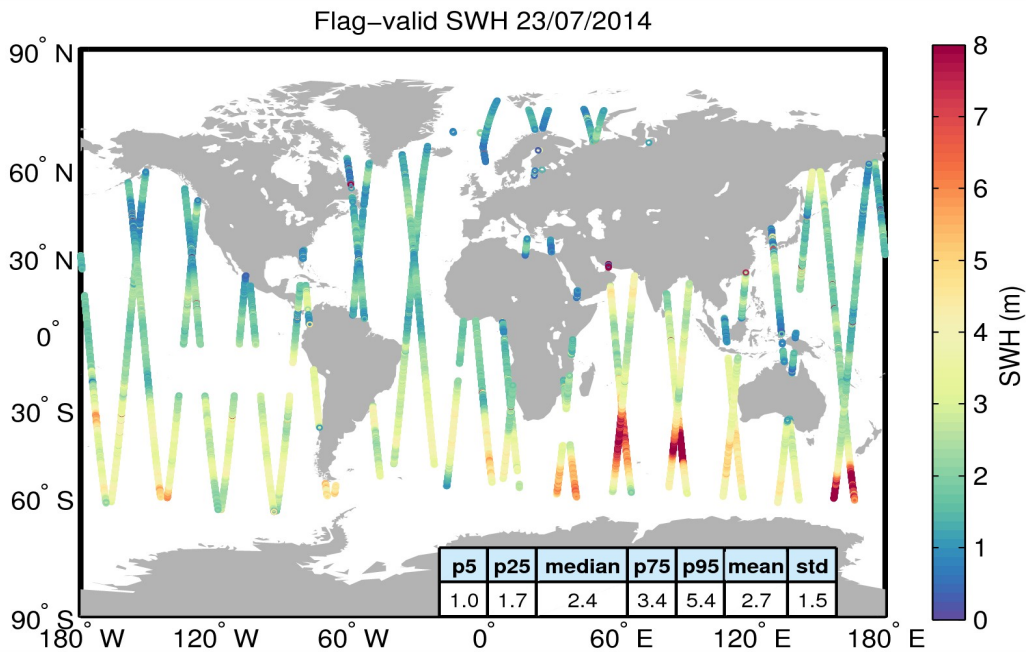 Flag−valid SWH 23/07/2014
90° N
60° N
30° N
0°
30° S
60° S
90° S
180° W
120° W
60° W
0°
60° E
120° E
180° E
p5 p25 median p75 p95 mean std
1.0 1.7 2.4 3.4 5.4 2.7 1.5
8
7
6
5
4
3
2
1
0
SWH (m)